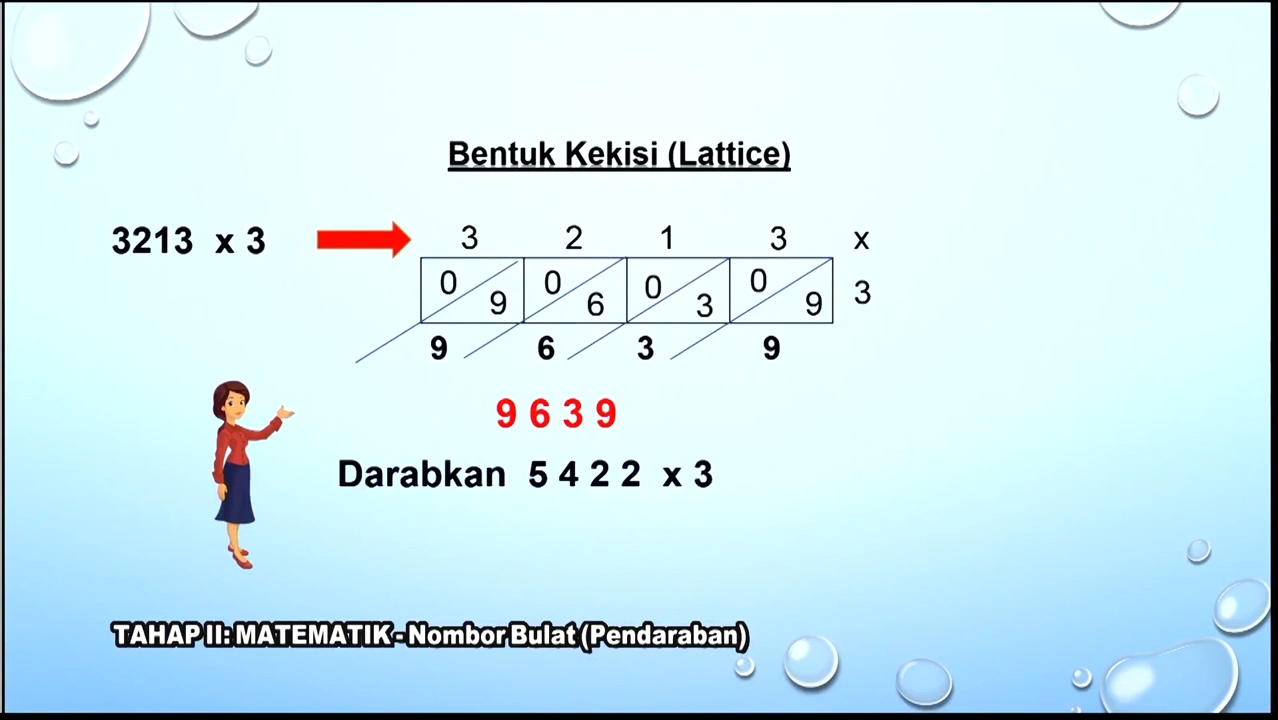 Bentuk Kekisi (Lattice)
3213 x 3
3 2 1 3 x
0 9 0 6 0 3 0 9 3
9 6 3 9
9 6 3 9
Darabkan 5 4 2 2 x 3
TAHAP II: MATEMATIK - Nombor Bulat (Pendaraban)